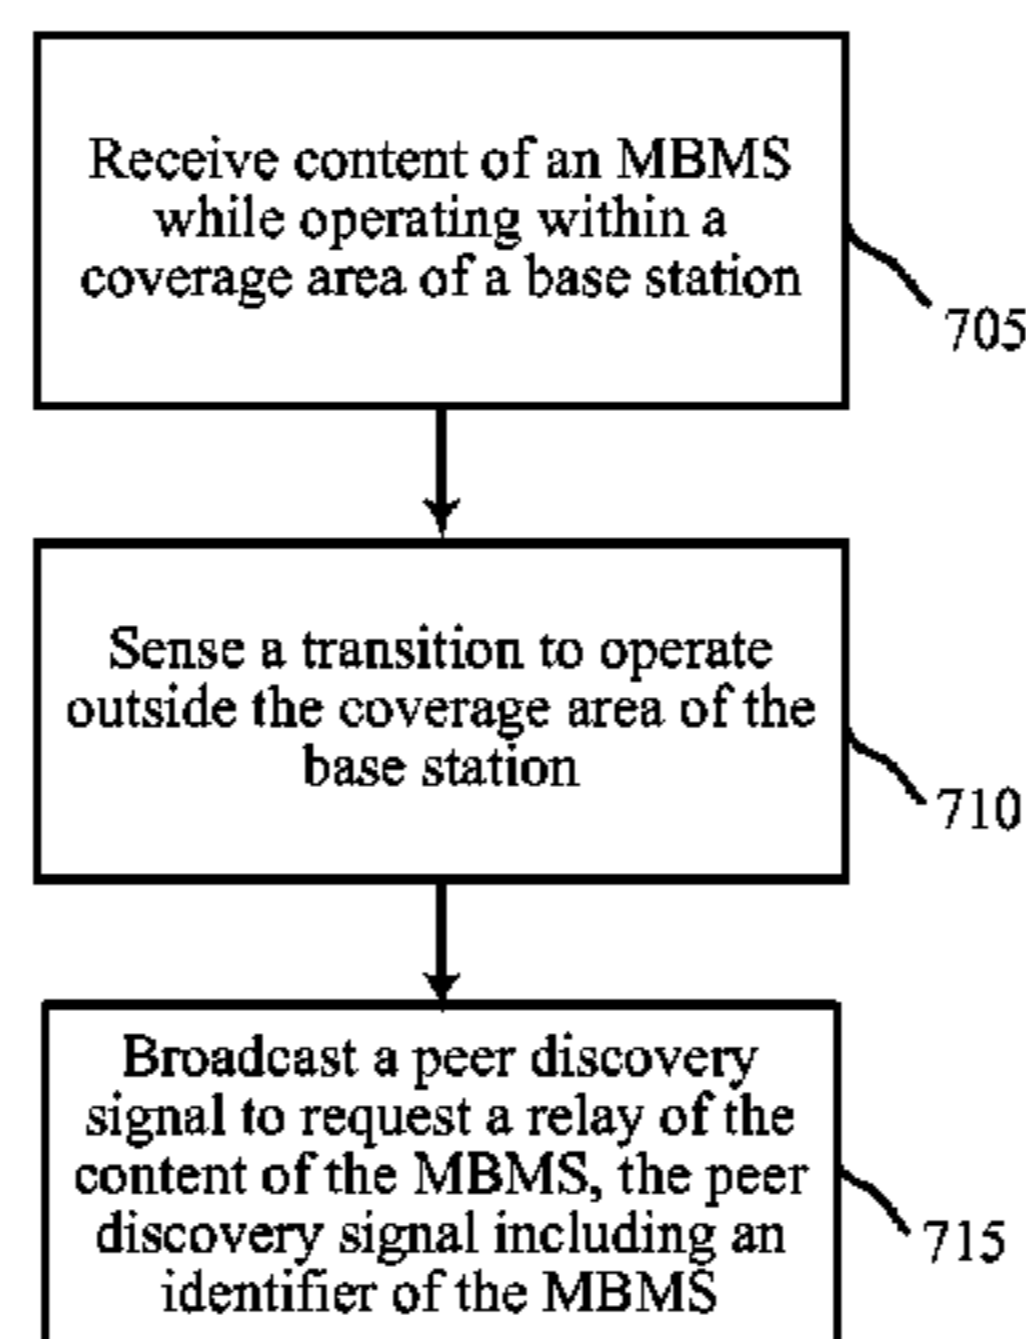 Receive content of an MBMS
while operating within a
coverage area of a base station
705
Sense a transition to operate
outside the coverage area of the
base station
710
Broadcast a peer discovery
signal to request a relay of the
content of the MBMS, the peer
discovery signal including an
identifier of the MBMS
715